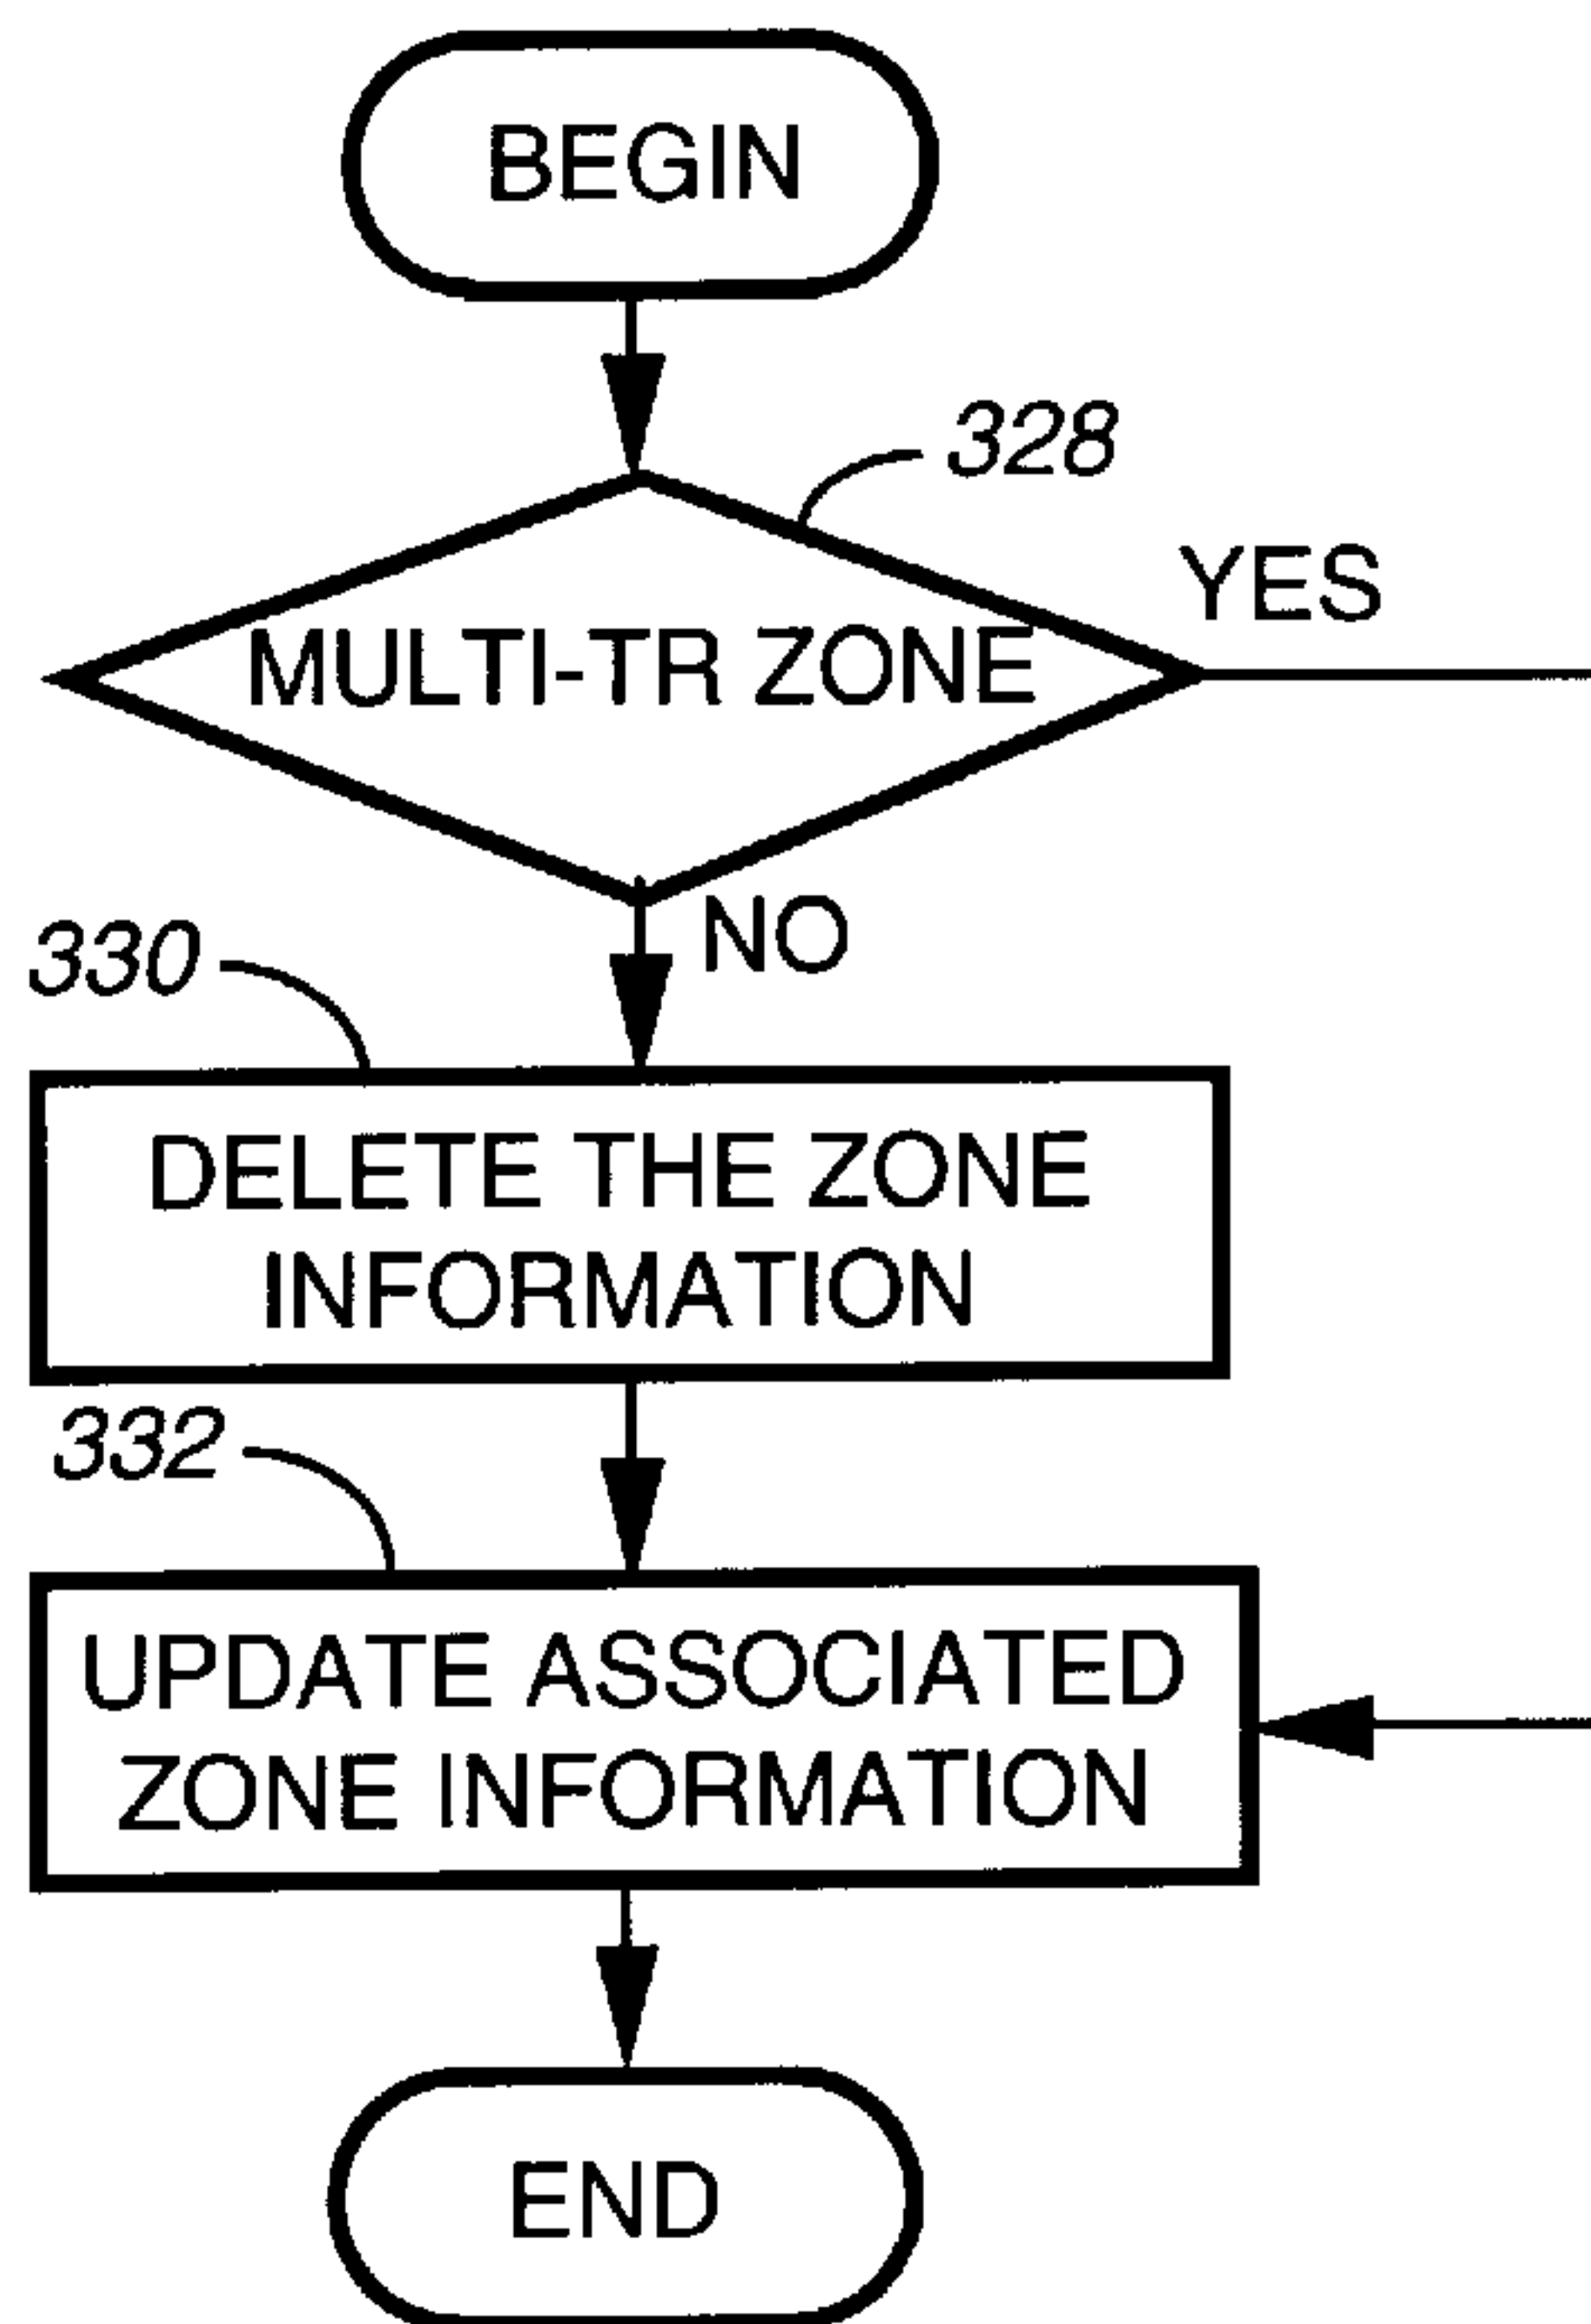 BEGIN
328
MULTI-TR ZONE
YES
NO
330
DELETE THE ZONE
INFORMATION
332
UPDATE ASSOCIATED
ZONE INFORMATION
END